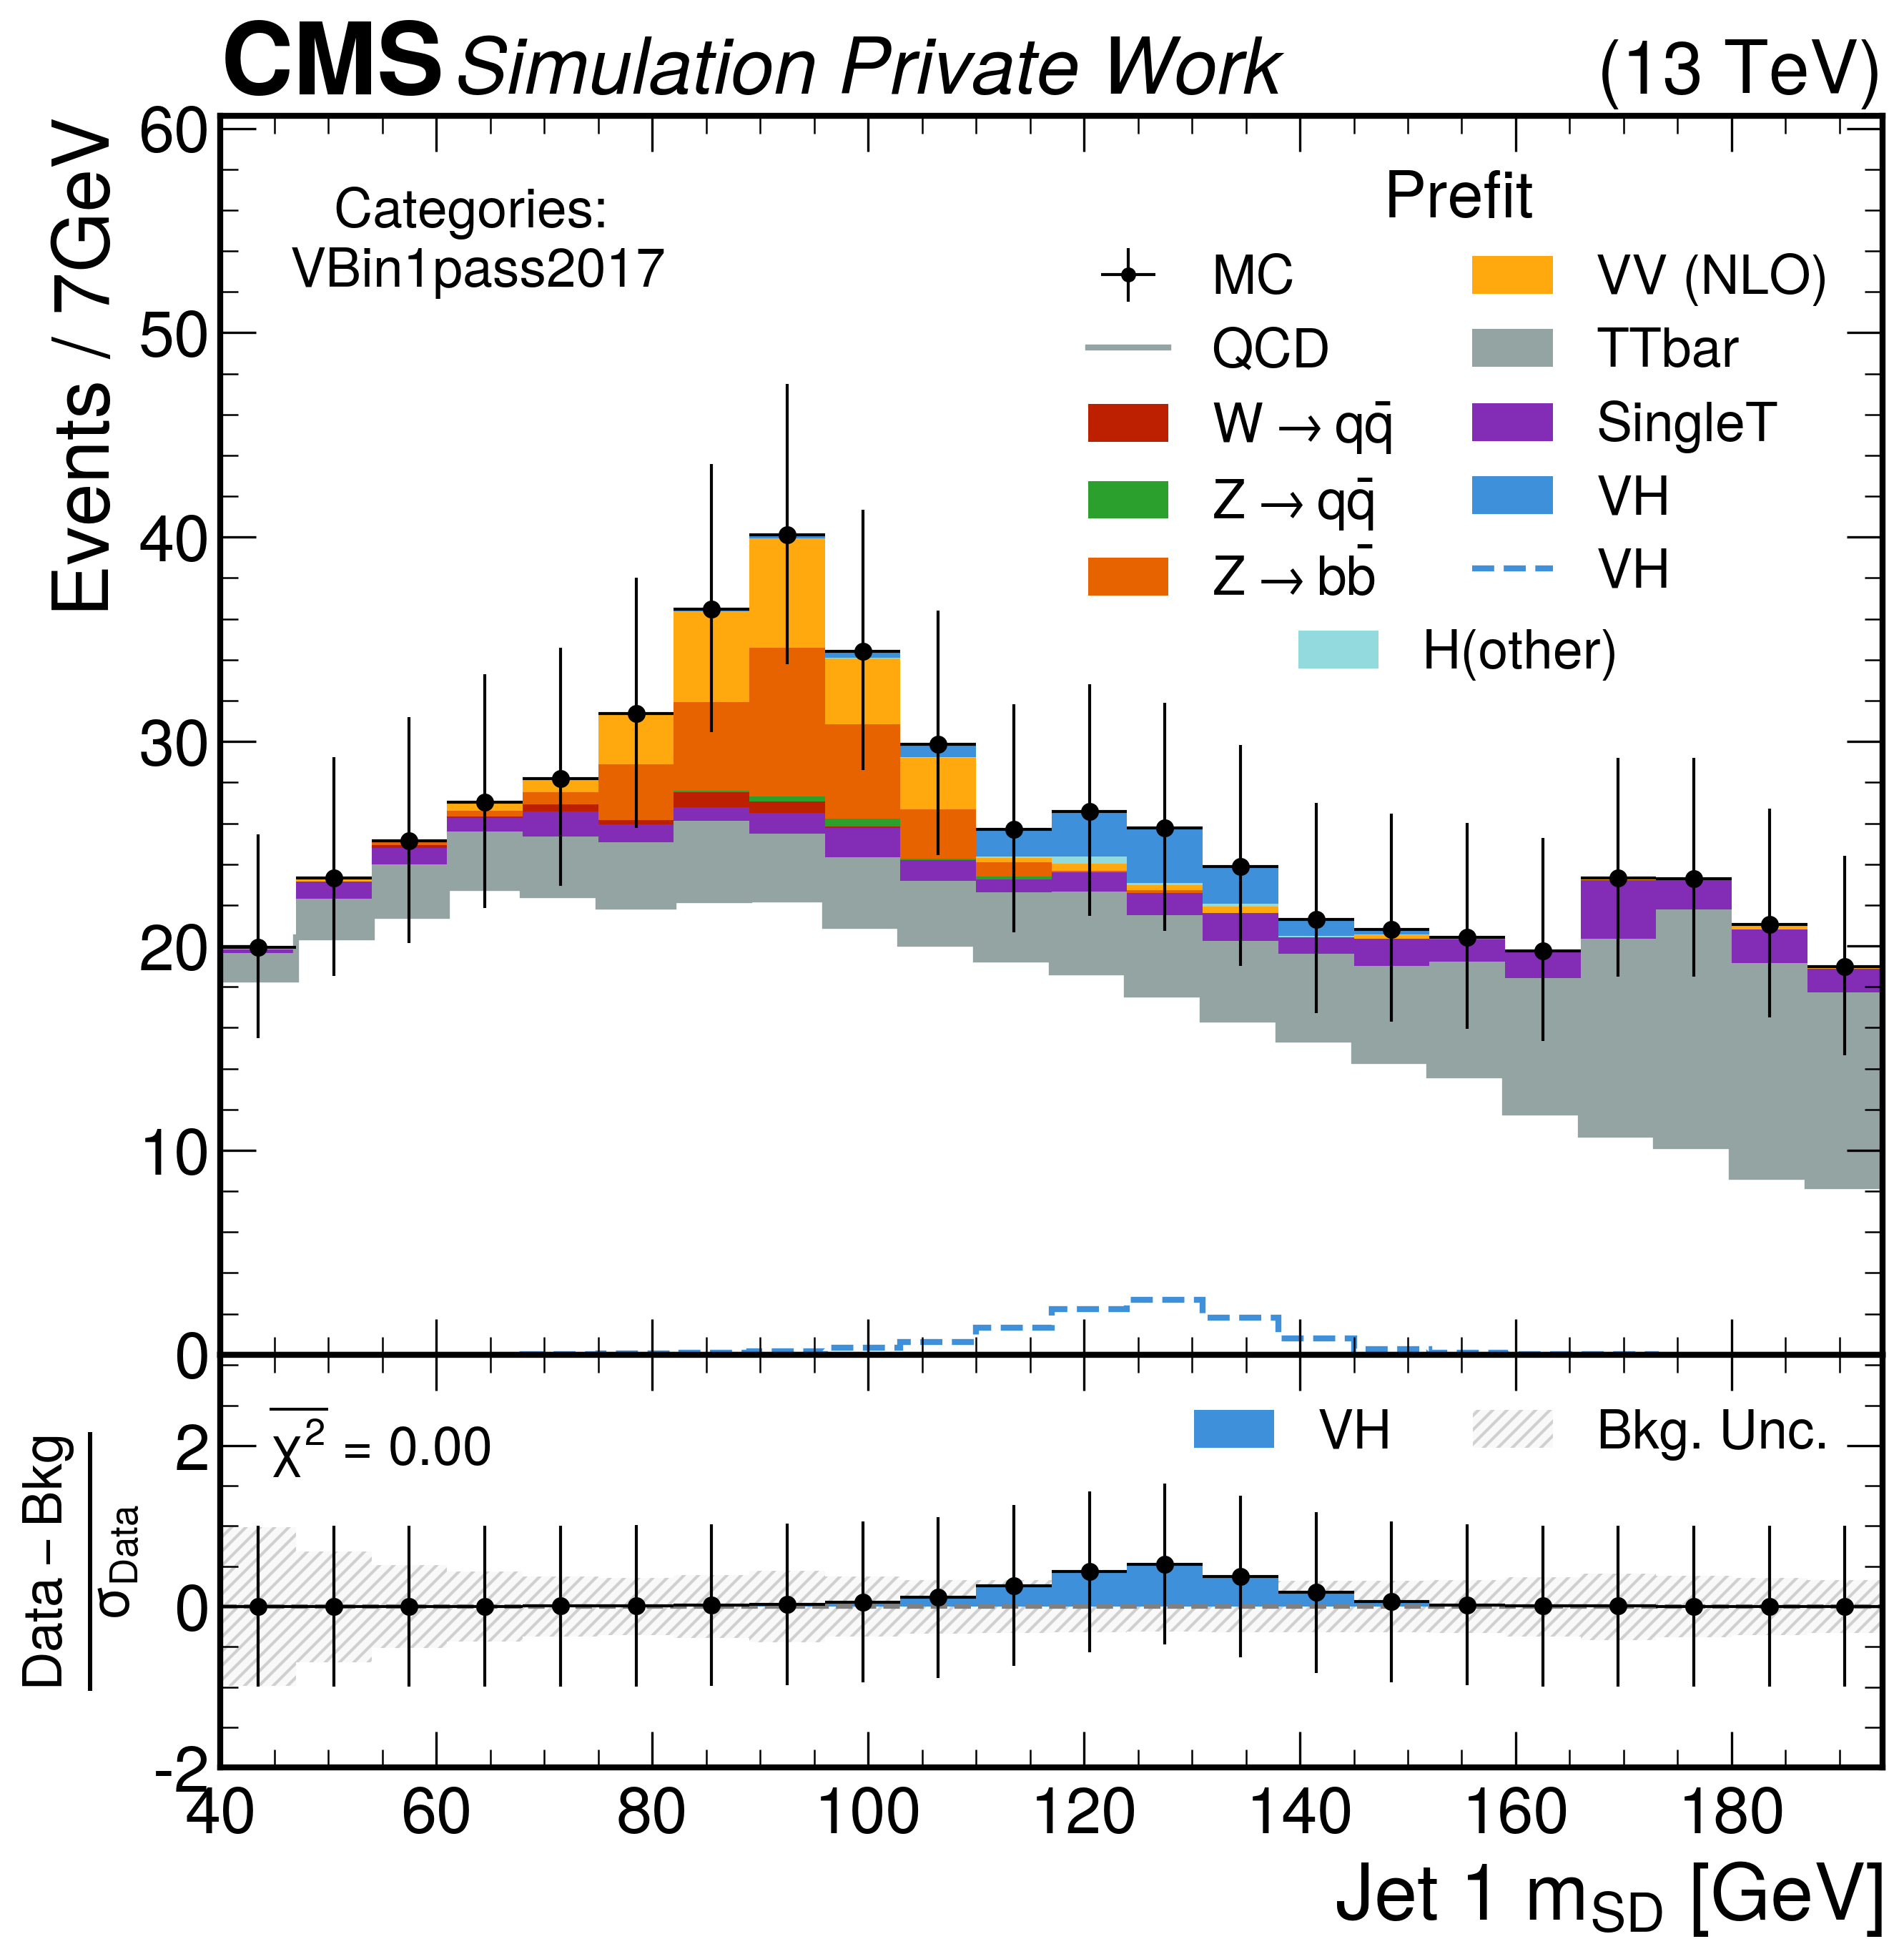 CMS Simulation Private Work (13 TeV)
Events / 7GeV
60
50
40
30
20
10
0
Categories:
VBin1pass2017
Prefit
MC
QCD
W → qq̄
Z → qq̄
Z → bb̄
VV (NLO)
TTbar
SingleT
VH
VH
H(other)
Data − Bkg
σ_Data
2
0
-2
χ² = 0.00
VH
Bkg. Unc.
40 60 80 100 120 140 160 180
Jet 1 m_SD [GeV]